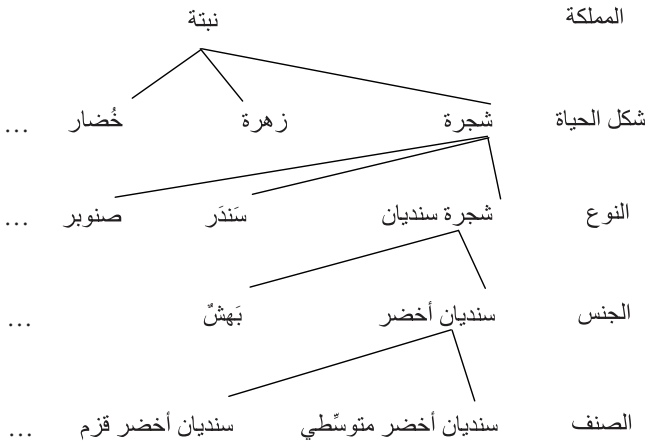 المملكة نبتة
شكل الحياة شجرة زهرة خُضار ...
النوع شجرة سنديان سَندَر صنوبر ...
الجنس سنديان أخضر بَهشٌ ...
الصنف سنديان أخضر متوسِّطي سنديان أخضر قزم ...